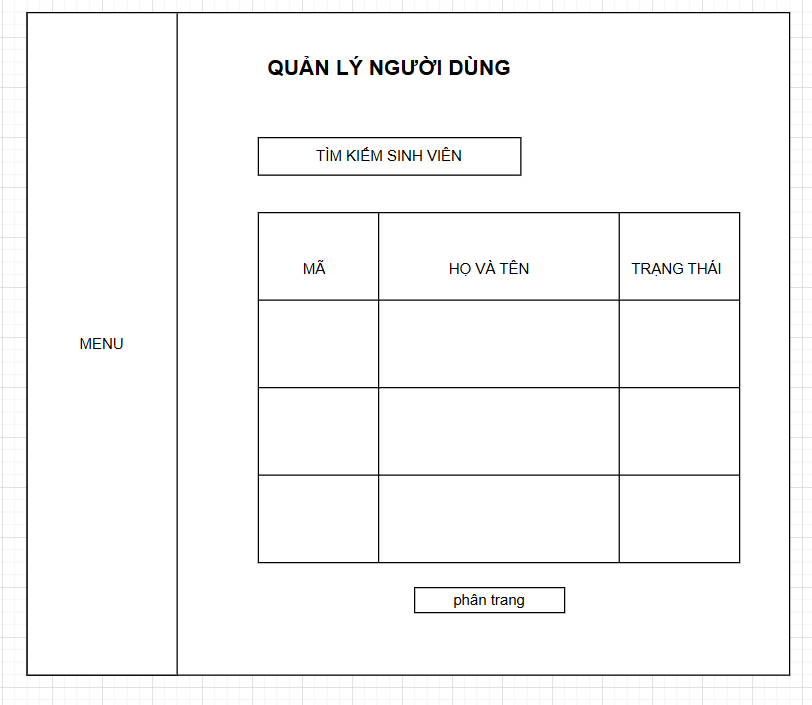 QUẢN LÝ NGƯỜI DÙNG
TÌM KIẾM SINH VIÊN
MÃ HỌ VÀ TÊN TRẠNG THÁI
MENU
phân trang